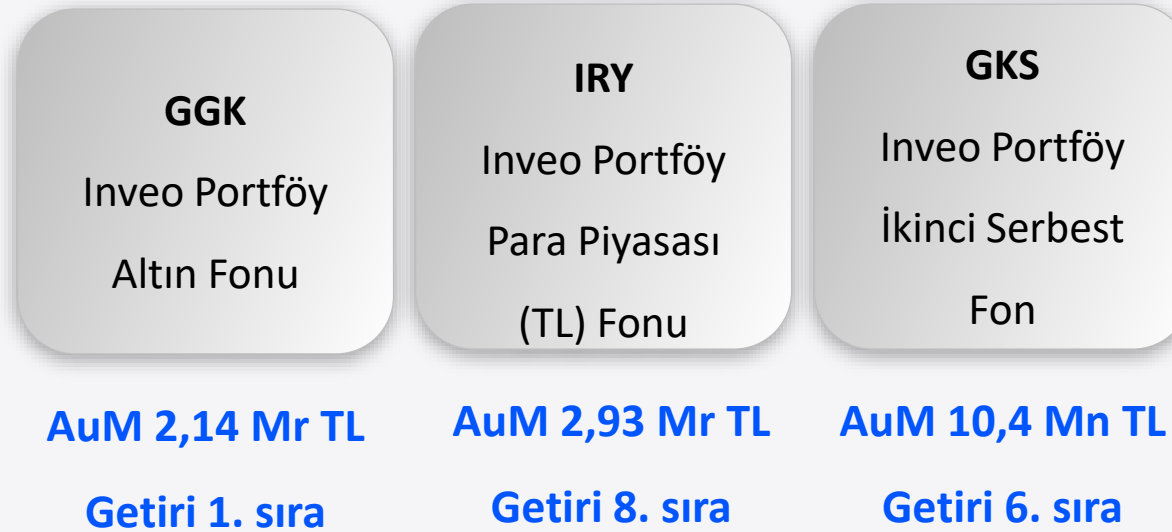 GGK
Inveo Portföy
Altın Fonu
AuM 2,14 Mr TL
Getiri 1. sıra
IRY
Inveo Portföy
Para Piyasası
(TL) Fonu
AuM 2,93 Mr TL
Getiri 8. sıra
GKS
Inveo Portföy
İkinci Serbest
Fon
AuM 10,4 Mn TL
Getiri 6. sıra